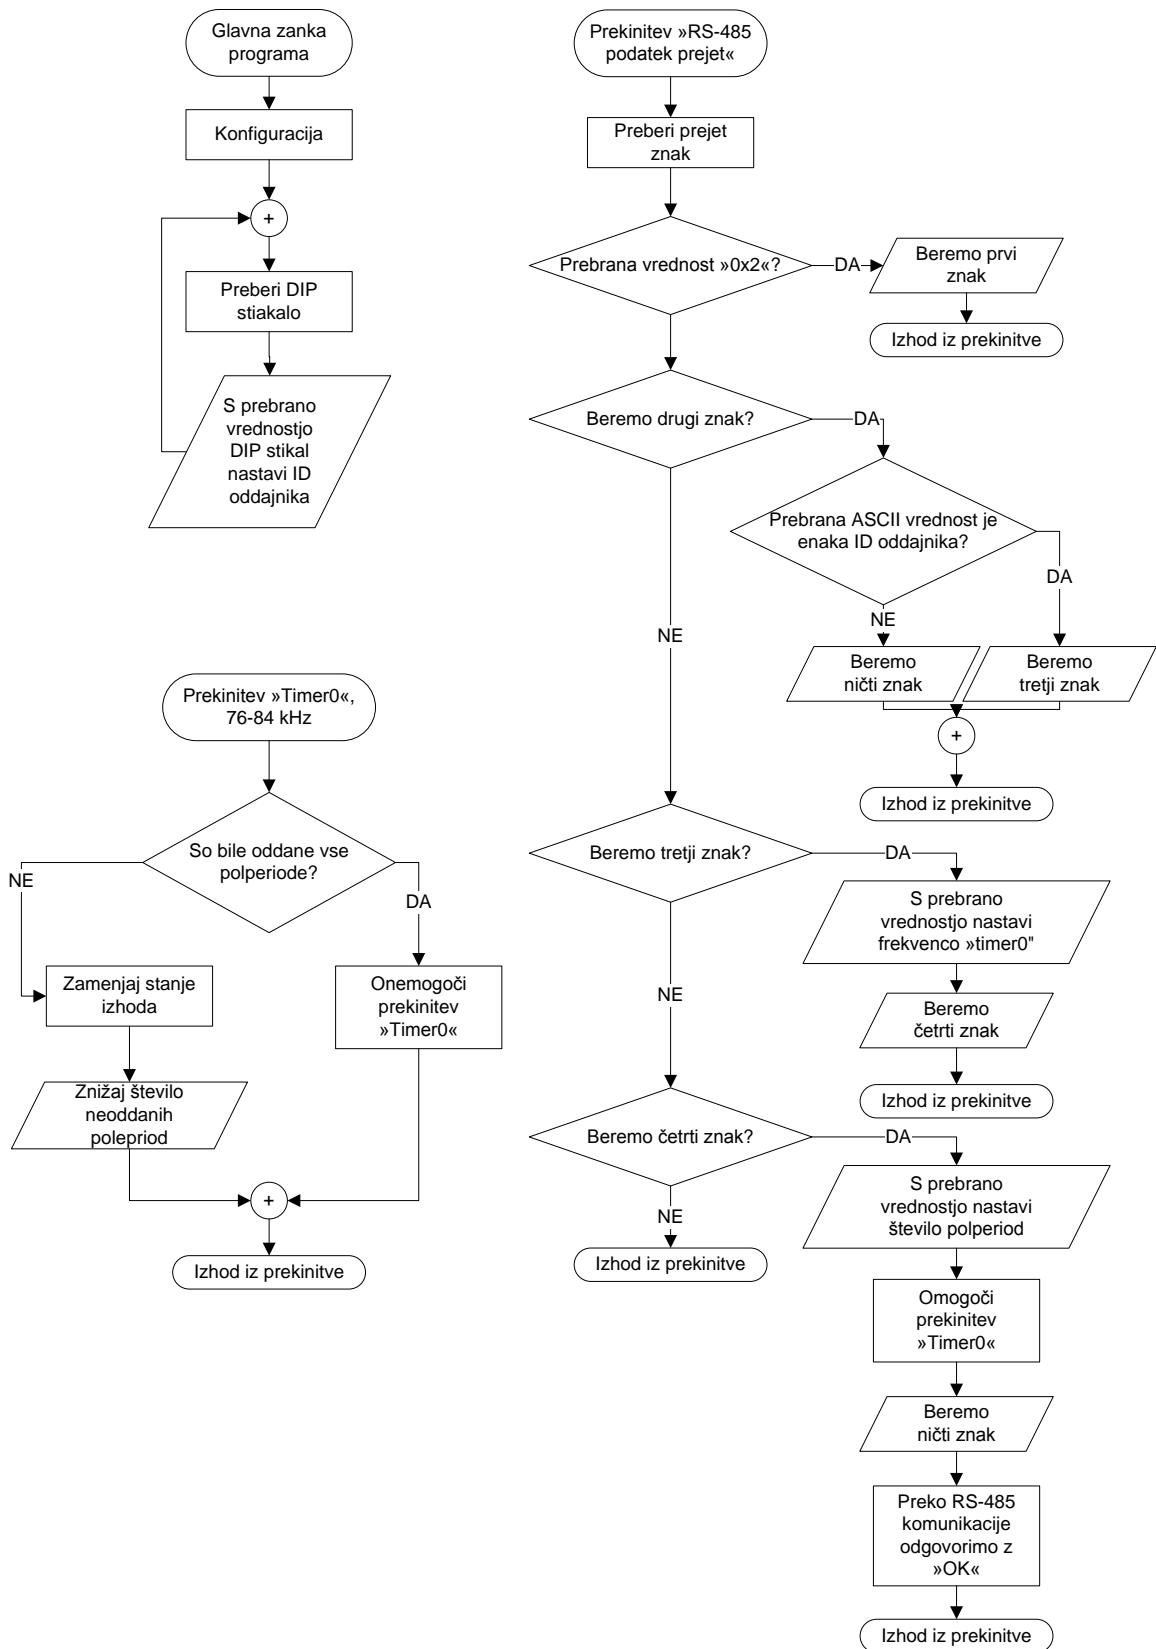 Glavna zanka
programa
Konfiguracija
+
Preberi DIP
stiakalo
S prebrano
vrednostjo
DIP stikal
nastavi ID
oddajnika
Prekinitev »Timer0«,
76-84 kHz
So bile oddane vse
polperiode?
NE
DA
Zamenjaj stanje
izhoda
Onemogoči
prekinitev
»Timer0«
Znižaj število
neoddanih
polepriod
+
Izhod iz prekinitve
Prekinitev »RS-485
podatek prejet«
Preberi prejet
znak
Prebrana vrednost »0x2«?
DA
Beremo prvi
znak
Izhod iz prekinitve
Beremo drugi znak?
DA
Prebrana ASCII vrednost je
enaka ID oddajnika?
DA
NE
NE
Beremo
ničti znak
Beremo
tretji znak
+
Izhod iz prekinitve
Beremo tretji znak?
DA
S prebrano
vrednostjo nastavi
frekvenco »timer0"
NE
Beremo
četrti znak
Izhod iz prekinitve
Beremo četrti znak?
DA
S prebrano
vrednostjo nastavi
število polperiod
NE
Izhod iz prekinitve
Omogoči
prekinitev
»Timer0«
Beremo
ničti znak
Preko RS-485
komunikacije
odgovorimo z
»OK«
Izhod iz prekinitve